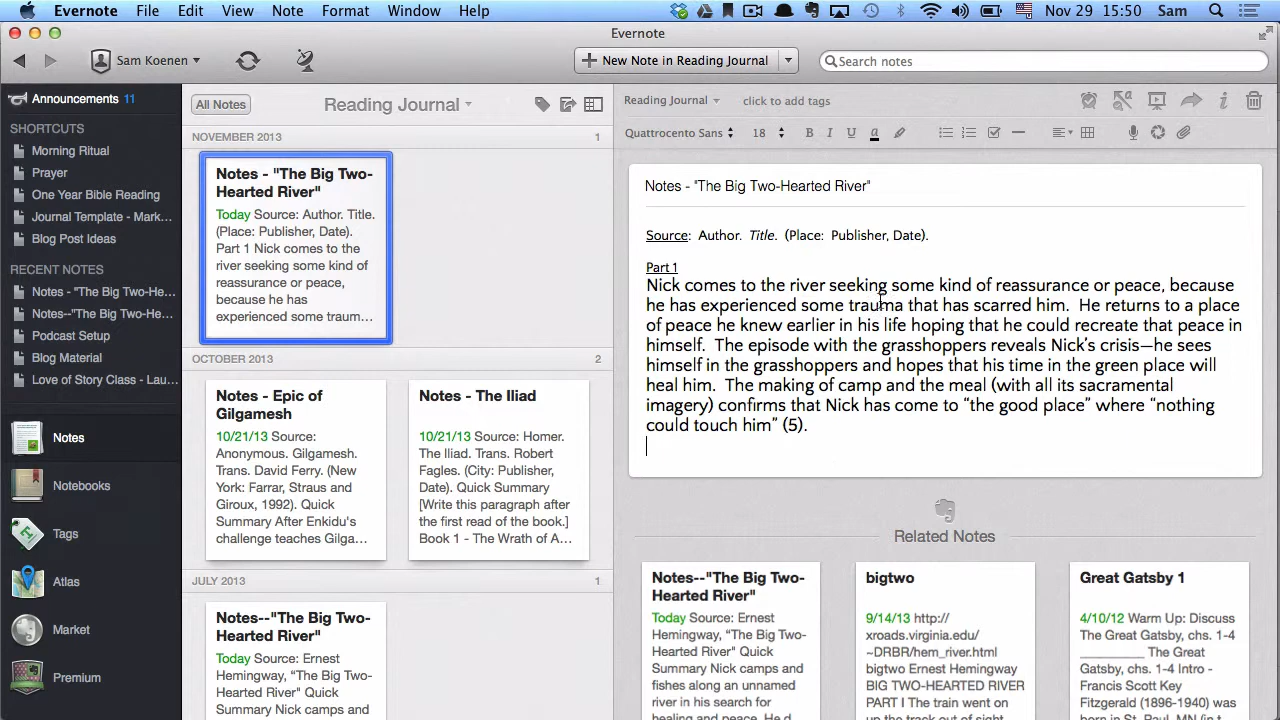 Evernote File Edit View Note Format Window Help Nov 29 15:50 Sam
Evernote
Sam Koenen + New Note in Reading Journal Search notes
Announcements 11
SHORTCUTS
Morning Ritual
Prayer
One Year Bible Reading
Journal Template - Mark...
Blog Post Ideas
RECENT NOTES
Notes - "The Big Two-He...
Notes--"The Big Two-He...
Podcast Setup
Blog Material
Love of Story Class - Lau...
Notes
Notebooks
Tags
Atlas
Market
Premium
All Notes Reading Journal
NOVEMBER 2013 1
Notes - "The Big Two-
Hearted River"
Today Source: Author. Title.
(Place: Publisher, Date).
Part 1 Nick comes to the
river seeking some kind of
reassurance or peace,
because he has
experienced some traum...
OCTOBER 2013 2
Notes - Epic of
Gilgamesh
10/21/13 Source:
Anonymous. Gilgamesh.
Trans. David Ferry. (New
York: Farrar, Straus and
Giroux, 1992). Quick
Summary After Enkidu's
challenge teaches Gilga...
Notes - The Iliad
10/21/13 Source: Homer.
The Iliad. Trans. Robert
Fagles. (City: Publisher,
Date). Quick Summary
[Write this paragraph after
the first read of the book.]
Book 1 - The Wrath of A...
JULY 2013 1
Notes--"The Big Two-
Hearted River"
Today Source: Ernest
Hemingway, "The Big Two-
Hearted River" Quick
Summary Nick camps and
Reading Journal click to add tags
Quattrocento Sans 18 B I U a
Notes - "The Big Two-Hearted River"
Source: Author. Title. (Place: Publisher, Date).
Part 1
Nick comes to the river seeking some kind of reassurance or peace, because
he has experienced some trauma that has scarred him. He returns to a place
of peace he knew earlier in his life hoping that he could recreate that peace in
himself. The episode with the grasshoppers reveals Nick's crisis—he sees
himself in the grasshoppers and hopes that his time in the green place will
heal him. The making of camp and the meal (with all its sacramental
imagery) confirms that Nick has come to “the good place” where “nothing
could touch him” (5).
Related Notes
Notes--"The Big Two-
Hearted River"
Today Source: Ernest
Hemingway, "The Big Two-
Hearted River" Quick
Summary Nick camps and
fishes along an unnamed
river in his search for
healing and peace. He d
bigtwo
9/14/13 http://
xroads.virginia.edu/
~DRBR/hem_river.html
bigtwo Ernest Hemingway
BIG TWO-HEARTED RIVER
PART I The train went on
up the track out of sight
Great Gatsby 1
4/10/12 Warm Up: Discuss
The Great Gatsby, chs. 1-4
__________ The Great
Gatsby, chs. 1-4 Intro -
Francis Scott Key
Fitzgerald (1896-1940) was
born in St. Paul, MN (in t